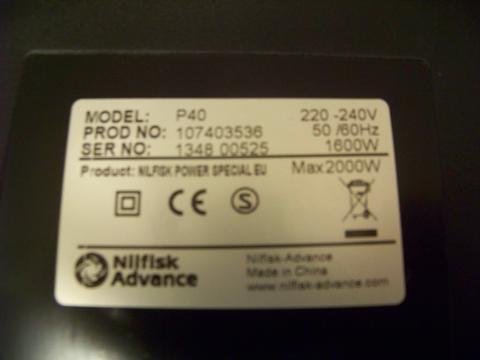 MODEL: P40 220 -240V
PROD NO: 107403536 50 /60Hz
SER NO: 1348 00525 1600W
Product: NILFISK POWER SPECIAL EU Max2000W
CE S
Nilfisk
Advance
Nilfisk-Advance
Made in China
www.nilfisk-advance.com